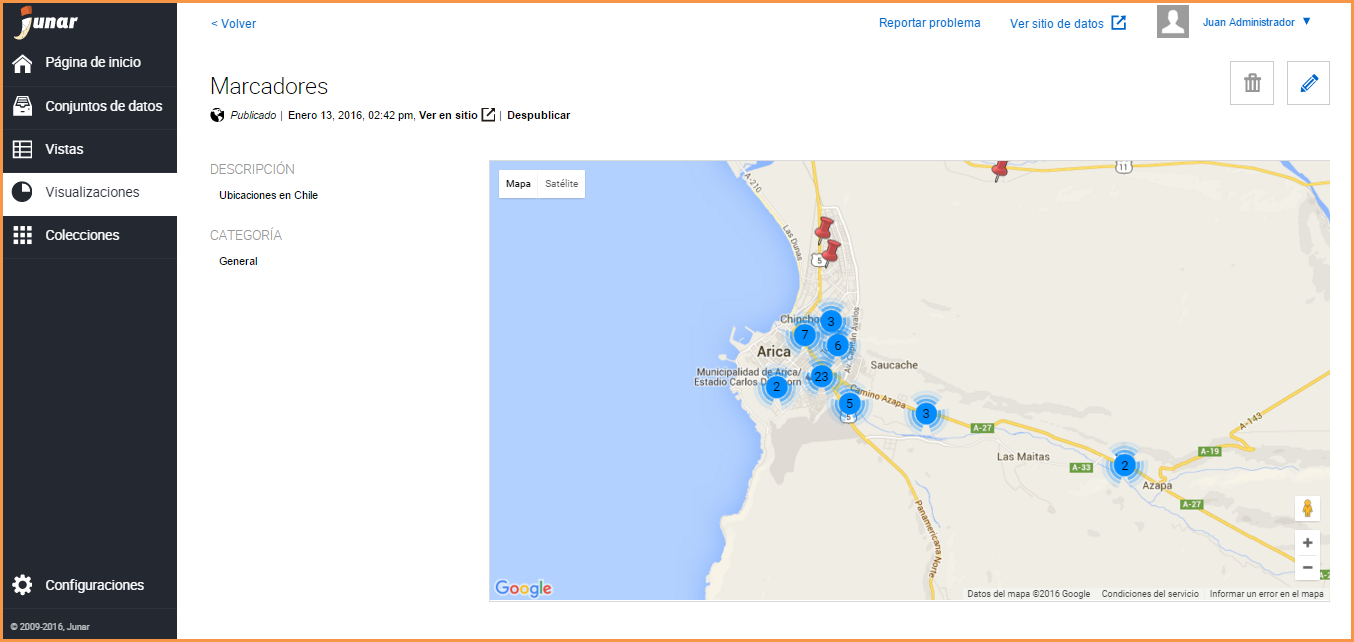 junar
Página de inicio
Conjuntos de datos
Vistas
Visualizaciones
Colecciones
Configuraciones
© 2009-2016, Junar
< Volver
Reportar problema
Ver sitio de datos
Juan Administrador ▼
Marcadores
Publicado | Enero 13, 2016, 02:42 pm, Ver en sitio | Despublicar
DESCRIPCIÓN
Ubicaciones en Chile
CATEGORÍA
General
Mapa
Satélite
A-210
11
Las Dunas
5
Chincho
3
7
6
Av. Capitán Avalos
Arica
Saucache
Municipalidad de Arica/
Estadio Carlos D
orn
23
2
5
5
Camino Azapa
3
A-27
A-143
A-19
Las Maitas
A-33
2
Azapa
A-27
Panamericana Norte
+
−
Google
Datos del mapa ©2016 Google
Condiciones del servicio
Informar un error en el mapa